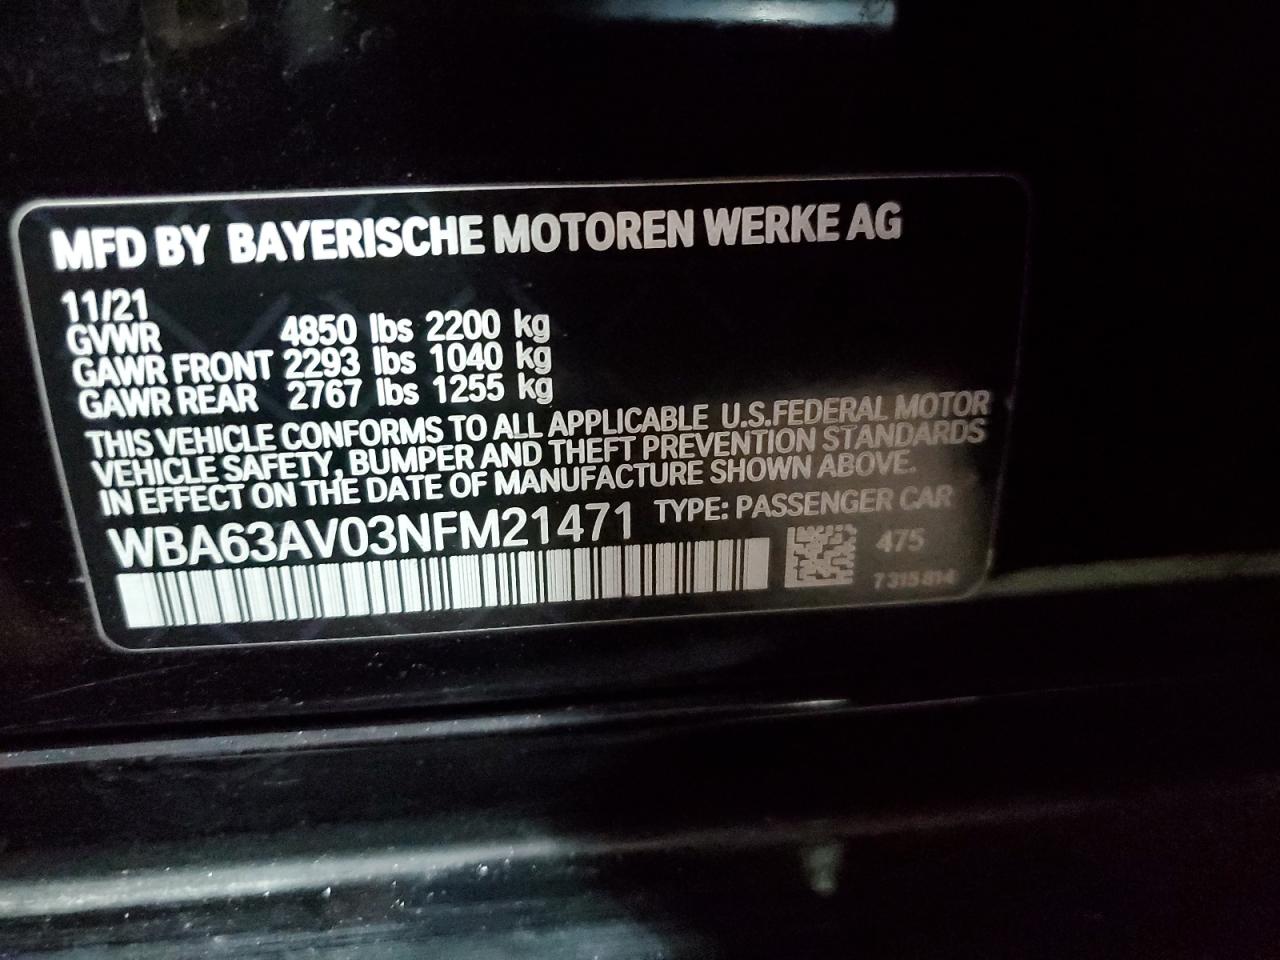 MFD BY BAYERISCHE MOTOREN WERKE AG
11/21
GVWR 4850 lbs 2200 kg
GAWR FRONT 2293 lbs 1040 kg
GAWR REAR 2767 lbs 1255 kg
THIS VEHICLE CONFORMS TO ALL APPLICABLE U.S.FEDERAL MOTOR
VEHICLE SAFETY, BUMPER AND THEFT PREVENTION STANDARDS
IN EFFECT ON THE DATE OF MANUFACTURE SHOWN ABOVE.
WBA63AV03NFM21471 TYPE: PASSENGER CAR
475
7315814